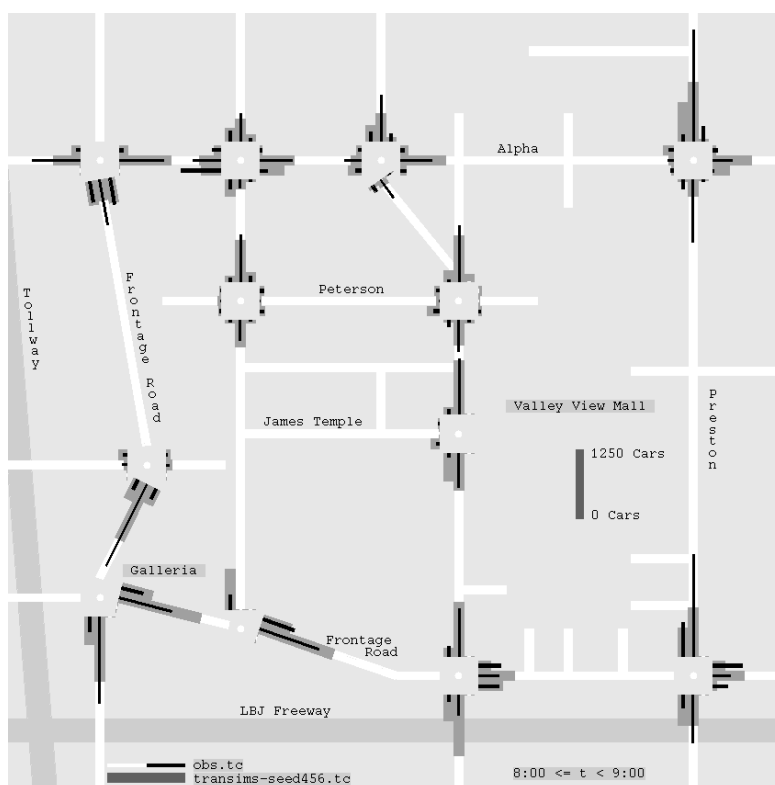 Alpha
Peterson
Tollway
Frontage Road
James Temple
Valley View Mall
Preston
1250 Cars
0 Cars
Galleria
Frontage
Road
LBJ Freeway
obs.tc
transims-seed456.tc
8:00 <= t < 9:00